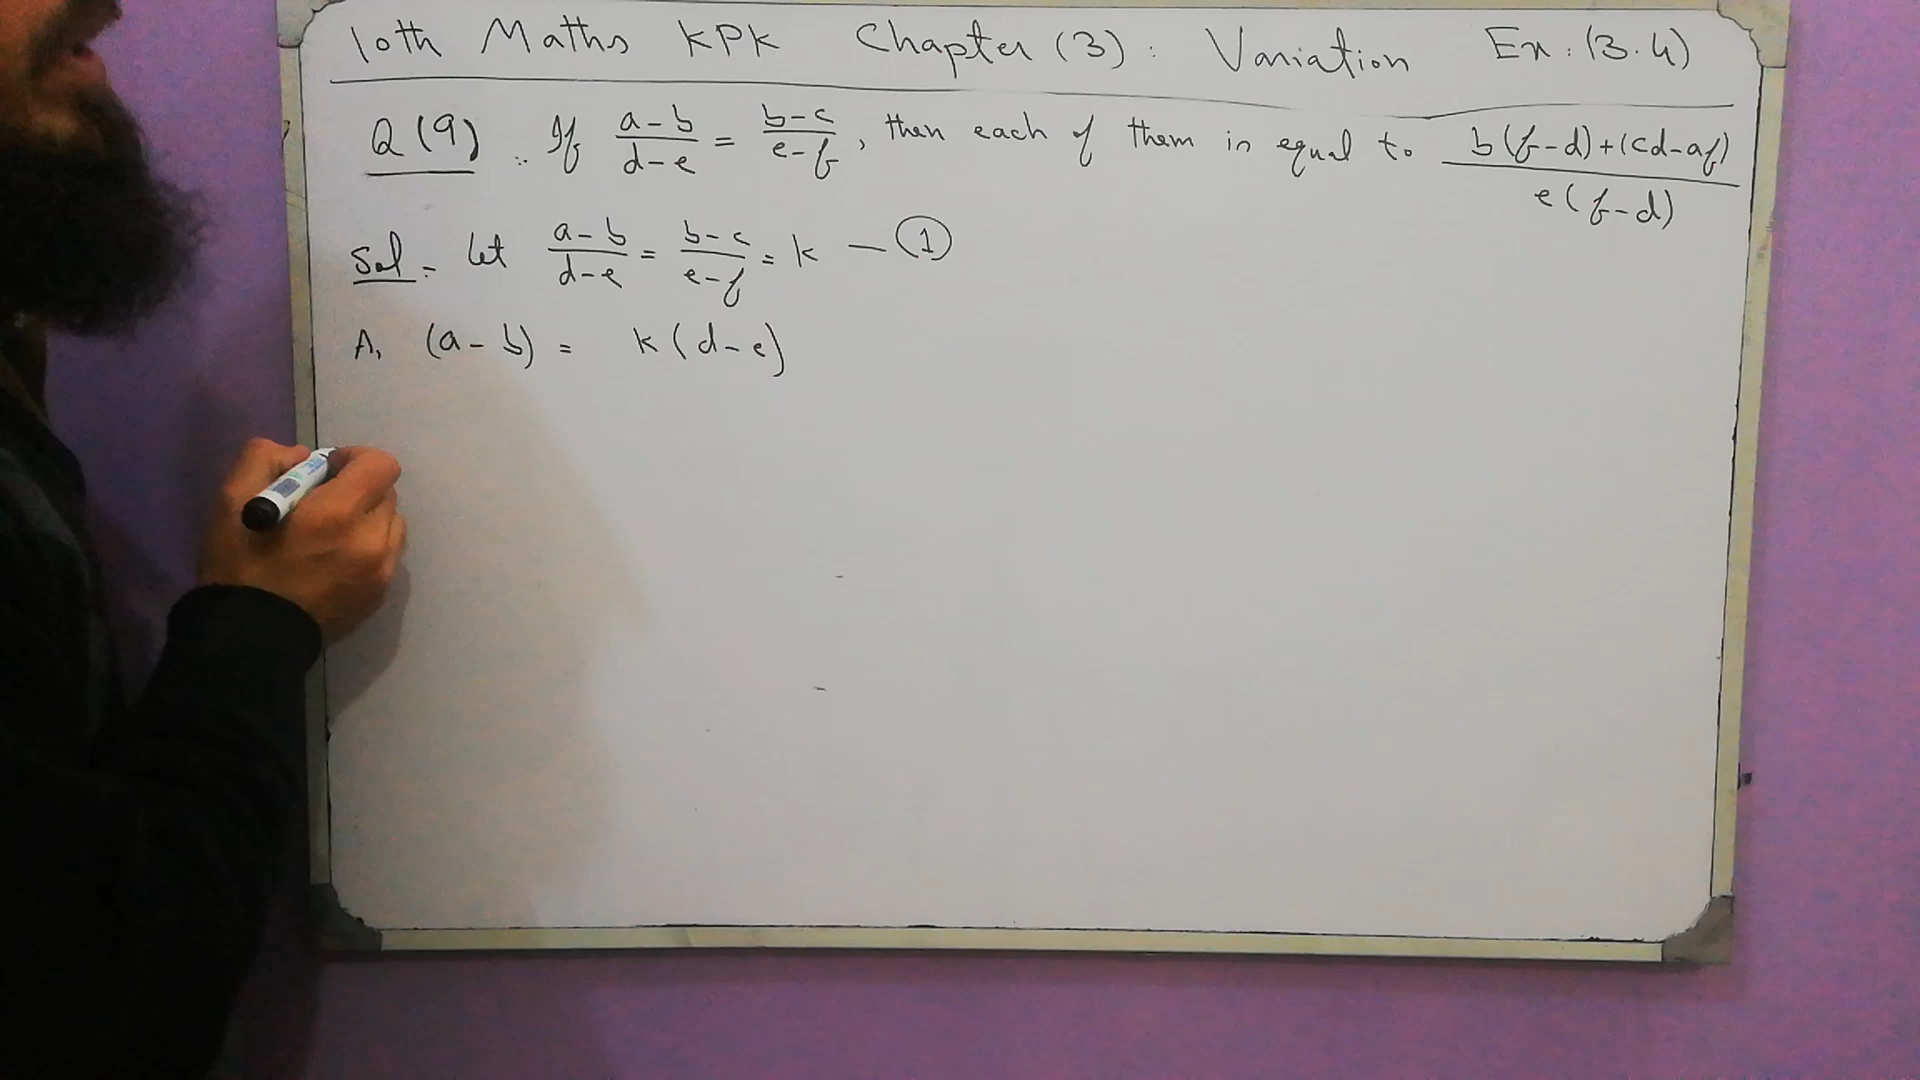 10th Maths KPK Chapter (3) : Variation Ex : (3.4)
Q(9) ∴ If (a-b)/(d-e) = (b-c)/(e-f), then each of them is equal to (b(f-d)+(cd-af))/(e(f-d))
Sol = Let (a-b)/(d-e) = (b-c)/(e-f) = k — ①
A, (a-b) = k(d-e)